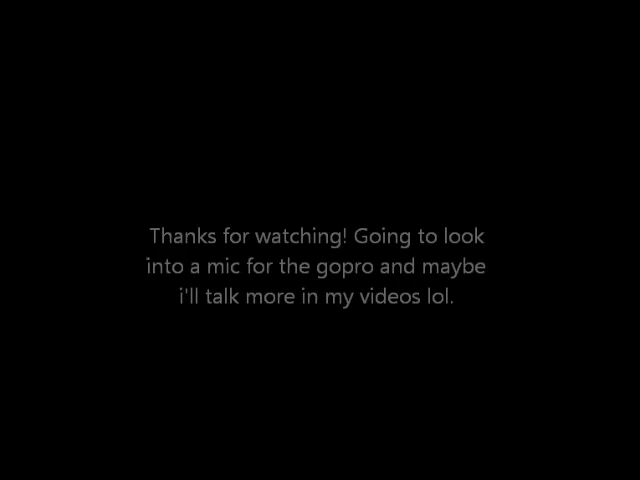 Thanks for watching! Going to look
into a mic for the gopro and maybe
i'll talk more in my videos lol.